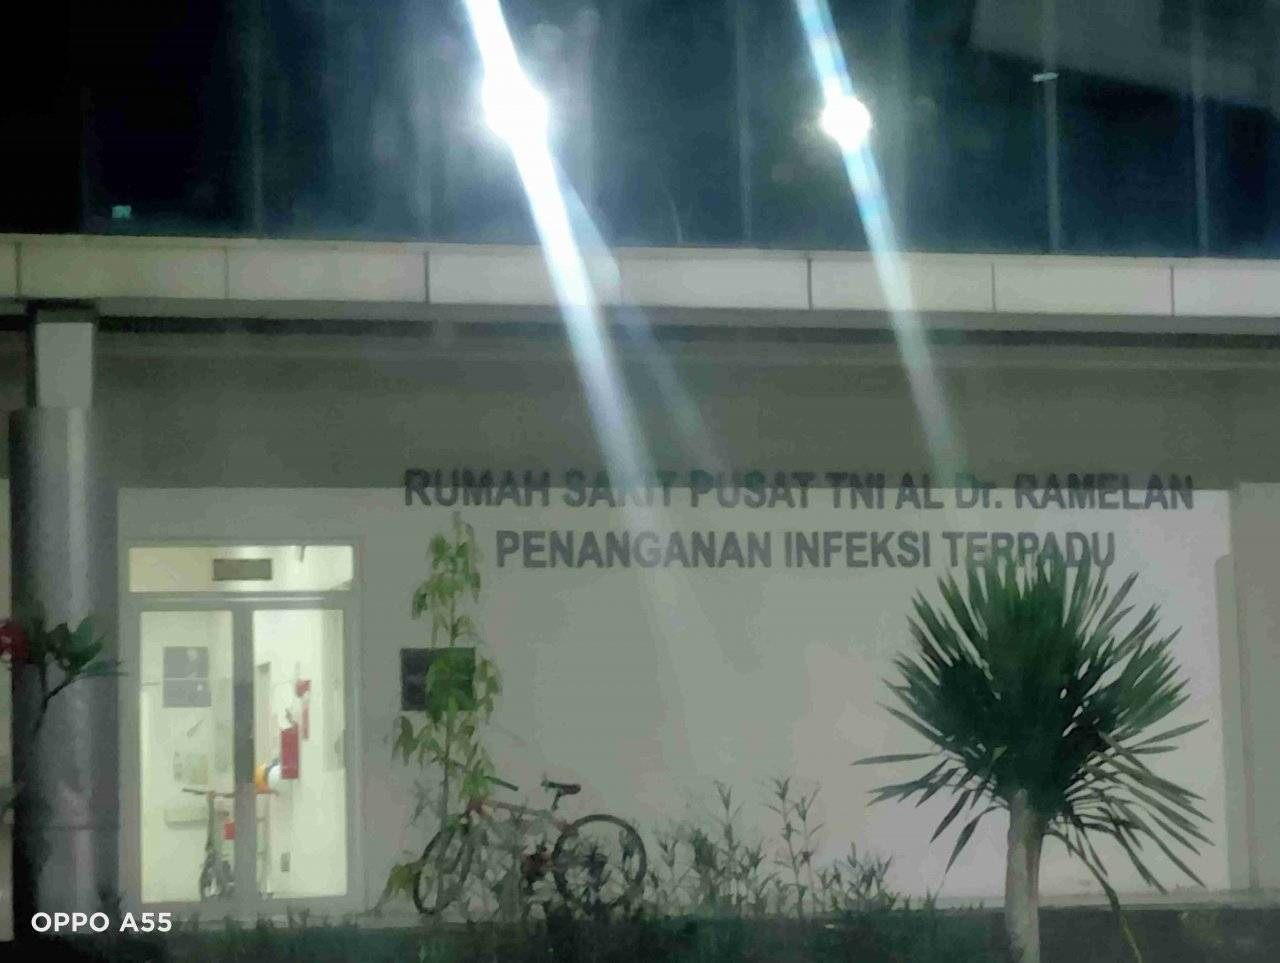 RUMAH SAKIT PUSAT TNI AL Dr. RAMELAN
PENANGANAN INFEKSI TERPADU
OPPO A55